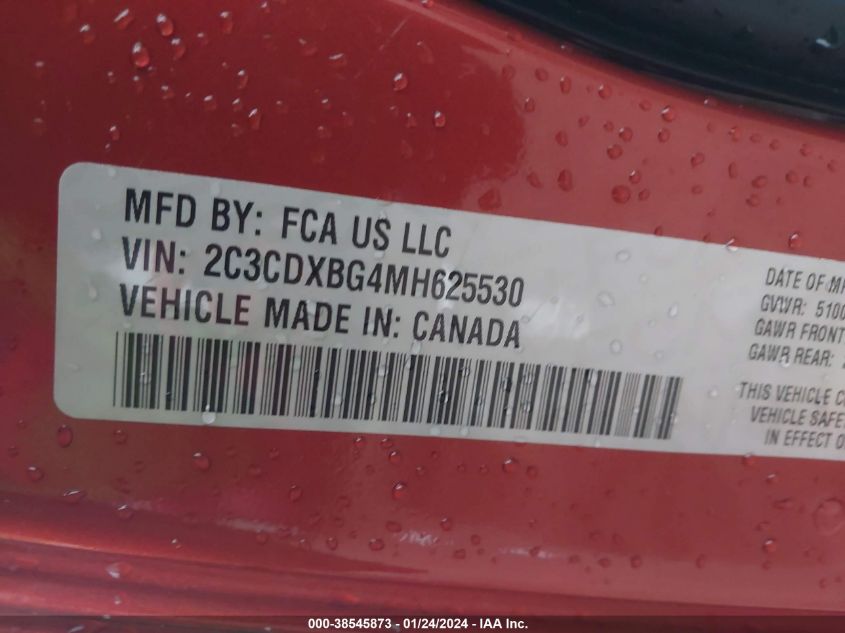 MFD BY: FCA US LLC
VIN: 2C3CDXBG4MH625530
VEHICLE MADE IN: CANADA
DATE OF
GVWR: 5100
GAWR FRONT
GAWR REAR:
THIS VEHICLE
VEHICLE
IN EFFECT
000-38545873 - 01/24/2024 - IAA Inc.